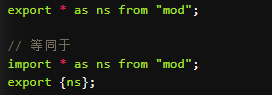 export * as ns from "mod";
// 等同于
import * as ns from "mod";
export {ns};